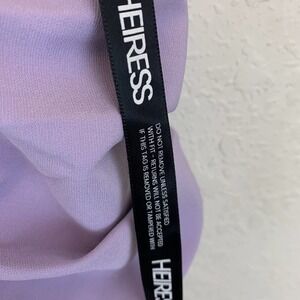 HEIRESS
DO NOT REMOVE UNLESS SATISFIED
WITH FIT - RETURNS WILL NOT BE ACCEPTED
IF THIS TAG IS REMOVED OR TAMPERED WITH
HERESS